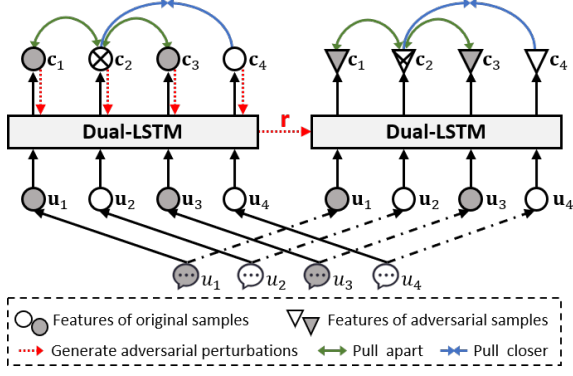 c1 c2 c3 c4 c1 c2 c3 c4
Dual-LSTM r Dual-LSTM
u1 u2 u3 u4 u1 u2 u3 u4
u1 u2 u3 u4
Features of original samples Features of adversarial samples
Generate adversarial perturbations Pull apart Pull closer